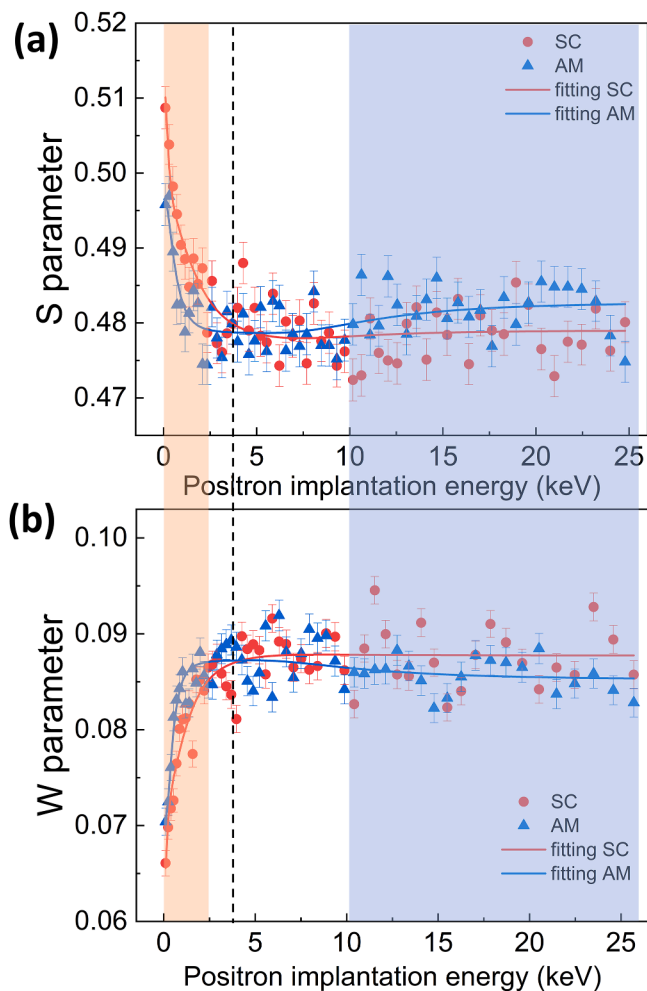 (a)
0.52
0.51
0.50
0.49
0.48
0.47
S parameter
SC
AM
fitting SC
fitting AM
0 5 10 15 20 25
Positron implantation energy (keV)
(b)
0.10
0.09
0.08
0.07
0.06
W parameter
SC
AM
fitting SC
fitting AM
0 5 10 15 20 25
Positron implantation energy (keV)